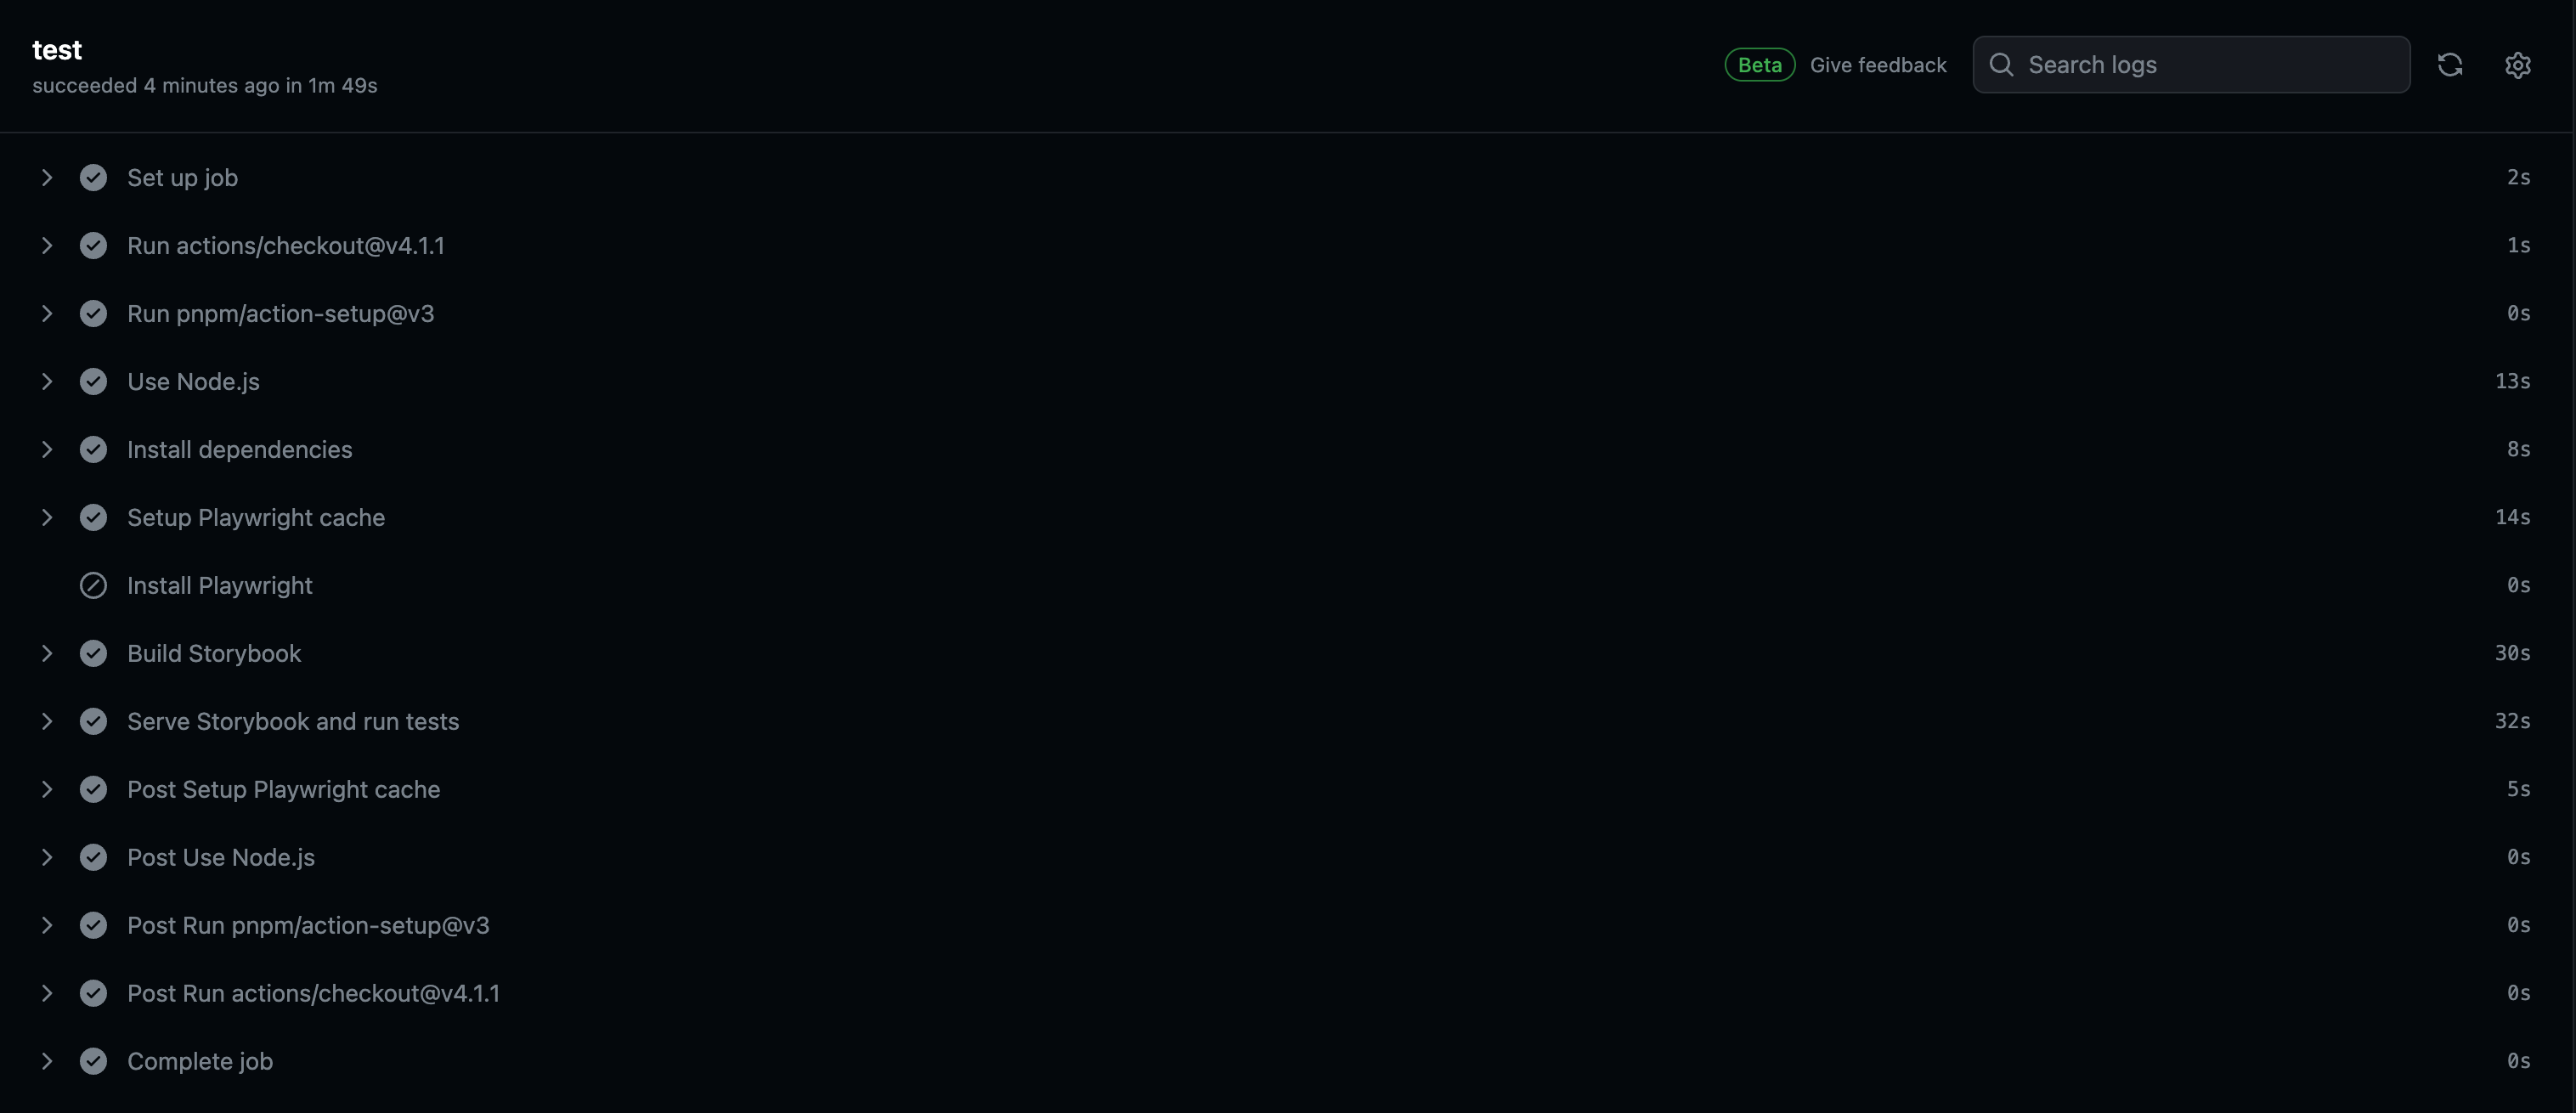 test
succeeded 4 minutes ago in 1m 49s
Beta Give feedback Search logs
Set up job 2s
Run actions/checkout@v4.1.1 1s
Run pnpm/action-setup@v3 0s
Use Node.js 13s
Install dependencies 8s
Setup Playwright cache 14s
Install Playwright 0s
Build Storybook 30s
Serve Storybook and run tests 32s
Post Setup Playwright cache 5s
Post Use Node.js 0s
Post Run pnpm/action-setup@v3 0s
Post Run actions/checkout@v4.1.1 0s
Complete job 0s